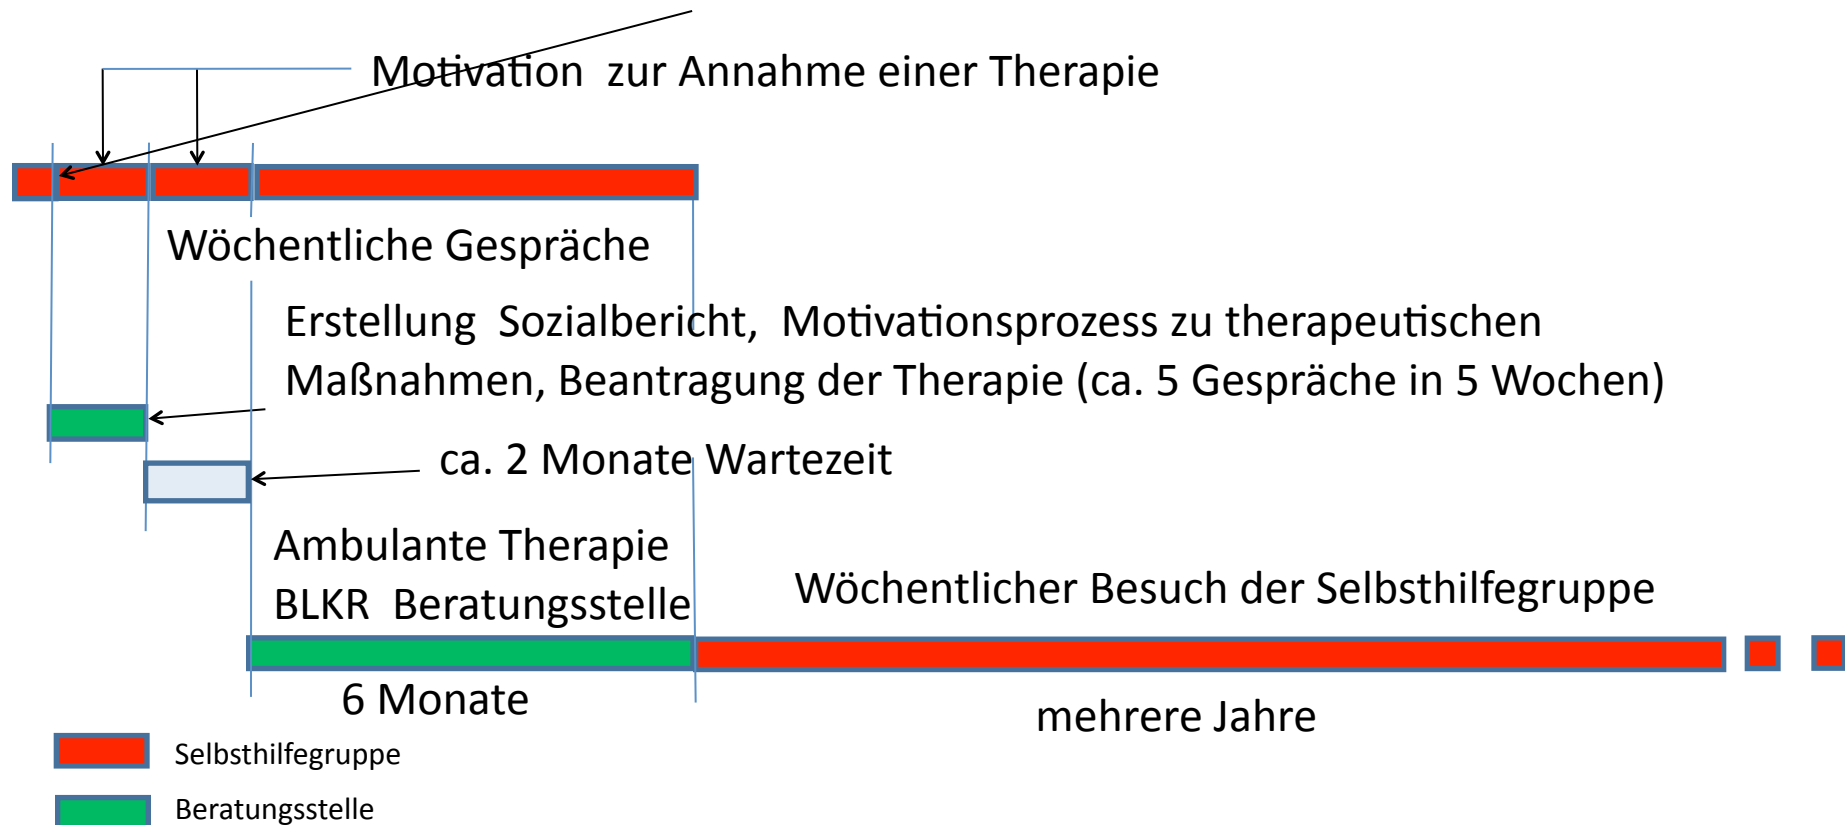 Motivation zur Annahme einer Therapie
Wöchentliche Gespräche
Erstellung Sozialbericht, Motivationsprozess zu therapeutischen
Maßnahmen, Beantragung der Therapie (ca. 5 Gespräche in 5 Wochen)
ca. 2 Monate Wartezeit
Ambulante Therapie
BLKR Beratungsstelle
Wöchentlicher Besuch der Selbsthilfegruppe
6 Monate
mehrere Jahre
Selbsthilfegruppe
Beratungsstelle